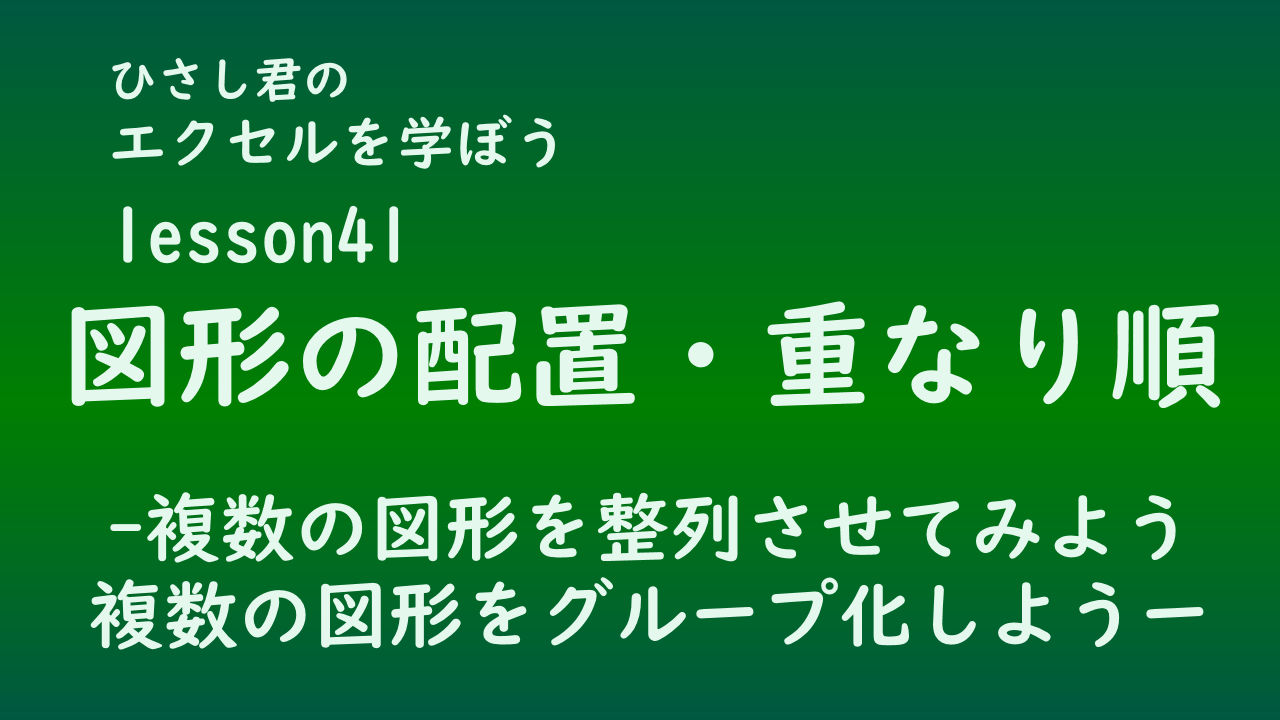 ひさし君の
エクセルを学ぼう
lesson41
図形の配置・重なり順
-複数の図形を整列させてみよう
複数の図形をグループ化しようー